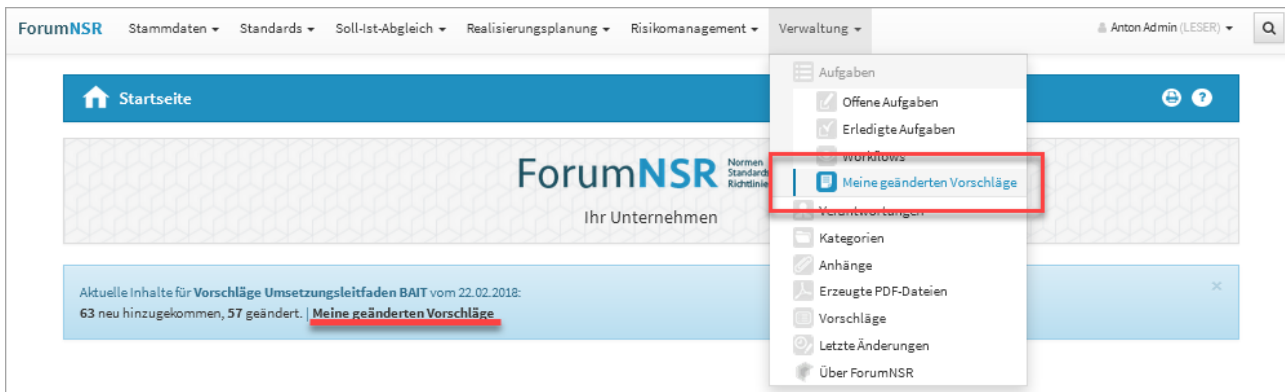 ForumNSR Stammdaten Standards Soll-Ist-Abgleich Realisierungsplanung Risikomanagement Verwaltung Anton Admin (LESER)
Startseite
Aufgaben
Offene Aufgaben
Erledigte Aufgaben
Workflows
Meine geänderten Vorschläge
Verantwortungen
Kategorien
Anhänge
Erzeugte PDF-Dateien
Vorschläge
Letzte Änderungen
Über ForumNSR
ForumNSR
Normen
Standards
Ihr Unternehmen
Aktuelle Inhalte für Vorschläge Umsetzungsleitfaden BAIT vom 22.02.2018:
63 neu hinzugekommen, 57 geändert. | Meine geänderten Vorschläge